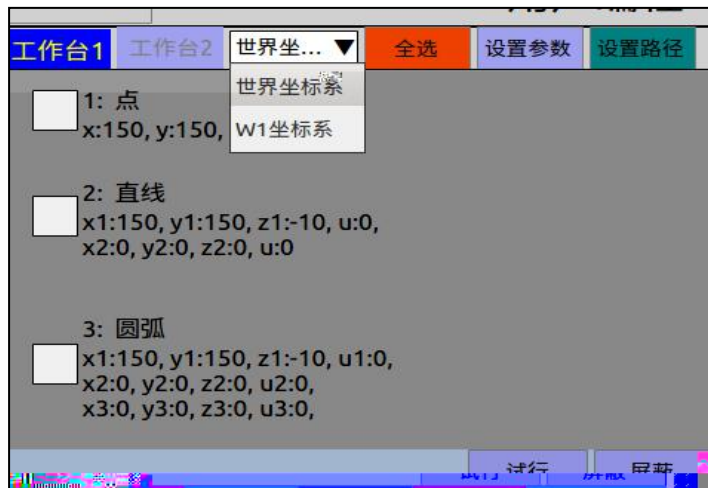 工作台1 工作台2 世界坐... ▼ 全选 设置参数 设置路径
世界坐标系
W1坐标系
1: 点
x:150, y:150,
2: 直线
x1:150, y1:150, z1:-10, u:0,
x2:0, y2:0, z2:0, u:0
3: 圆弧
x1:150, y1:150, z1:-10, u1:0,
x2:0, y2:0, z2:0, u2:0,
x3:0, y3:0, z3:0, u3:0,
试行 屏蔽